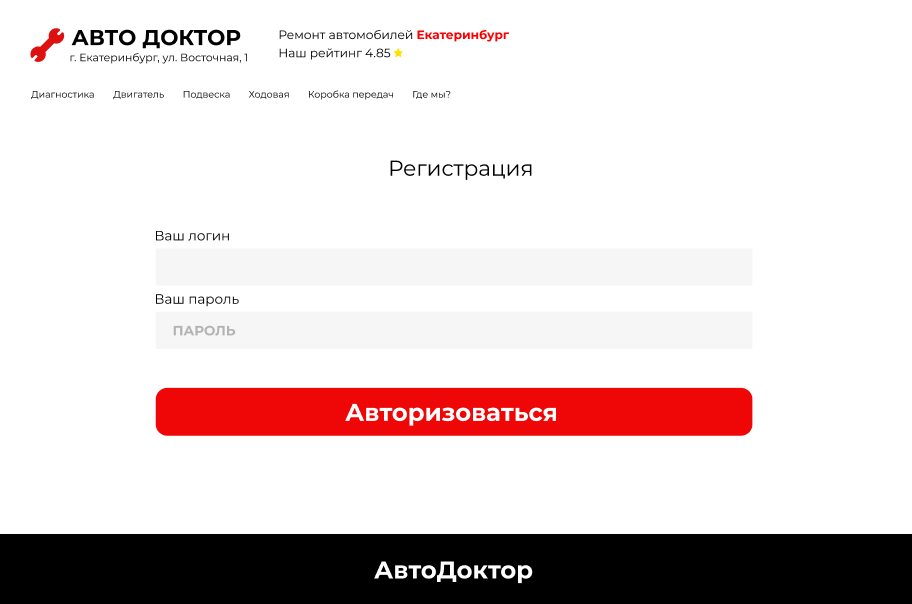 АВТО ДОКТОР
г. Екатеринбург, ул. Восточная, 1
Ремонт автомобилей Екатеринбург
Наш рейтинг 4.85
Диагностика Двигатель Подвеска Ходовая Коробка передач Где мы?
Регистрация
Ваш логин
Ваш пароль
ПАРОЛЬ
Авторизоваться
АвтоДоктор